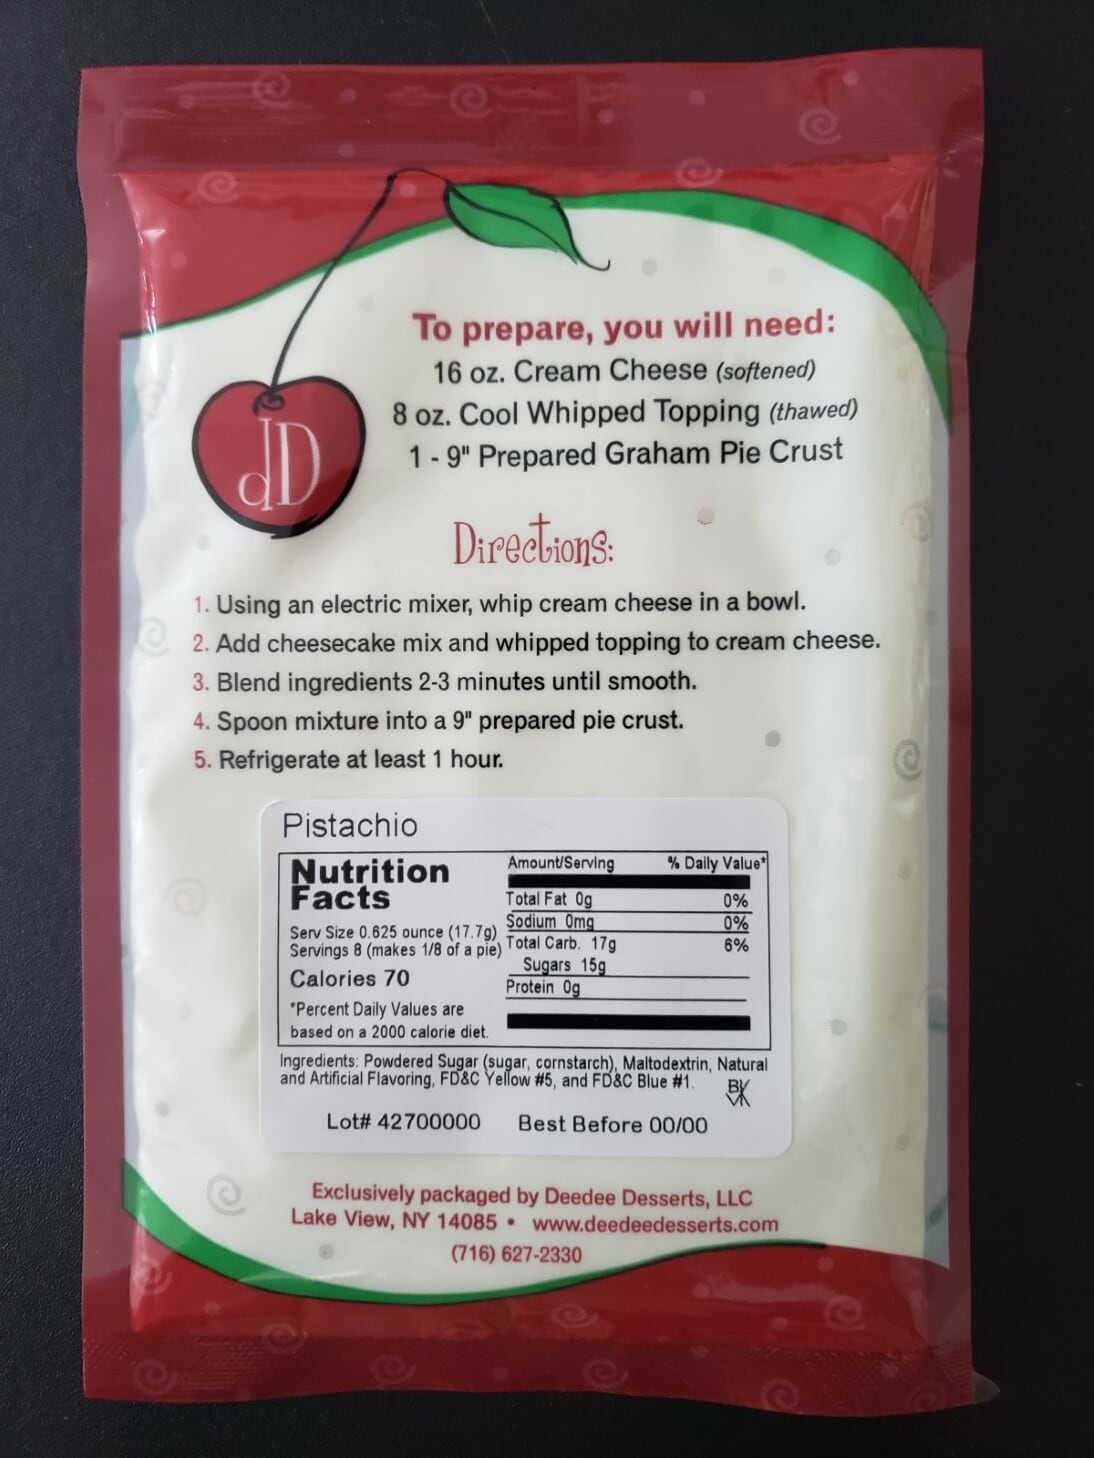 dD
To prepare, you will need:
16 oz. Cream Cheese (softened)
8 oz. Cool Whipped Topping (thawed)
1 - 9" Prepared Graham Pie Crust
Directions:
1. Using an electric mixer, whip cream cheese in a bowl.
2. Add cheesecake mix and whipped topping to cream cheese.
3. Blend ingredients 2-3 minutes until smooth.
4. Spoon mixture into a 9" prepared pie crust.
5. Refrigerate at least 1 hour.
Pistachio
Nutrition
Facts
Serv Size 0.625 ounce (17.7g)
Servings 8 (makes 1/8 of a pie)
Calories 70
*Percent Daily Values are
based on a 2000 calorie diet.
Amount/Serving % Daily Value*
Total Fat 0g 0%
Sodium 0mg 0%
Total Carb. 17g 6%
Sugars 15g
Protein 0g
Ingredients: Powdered Sugar (sugar, cornstarch), Maltodextrin, Natural
and Artificial Flavoring, FD&C Yellow #5, and FD&C Blue #1.
Lot# 42700000 Best Before 00/00
Exclusively packaged by Deedee Desserts, LLC
Lake View, NY 14085 • www.deedeedesserts.com
(716) 627-2330